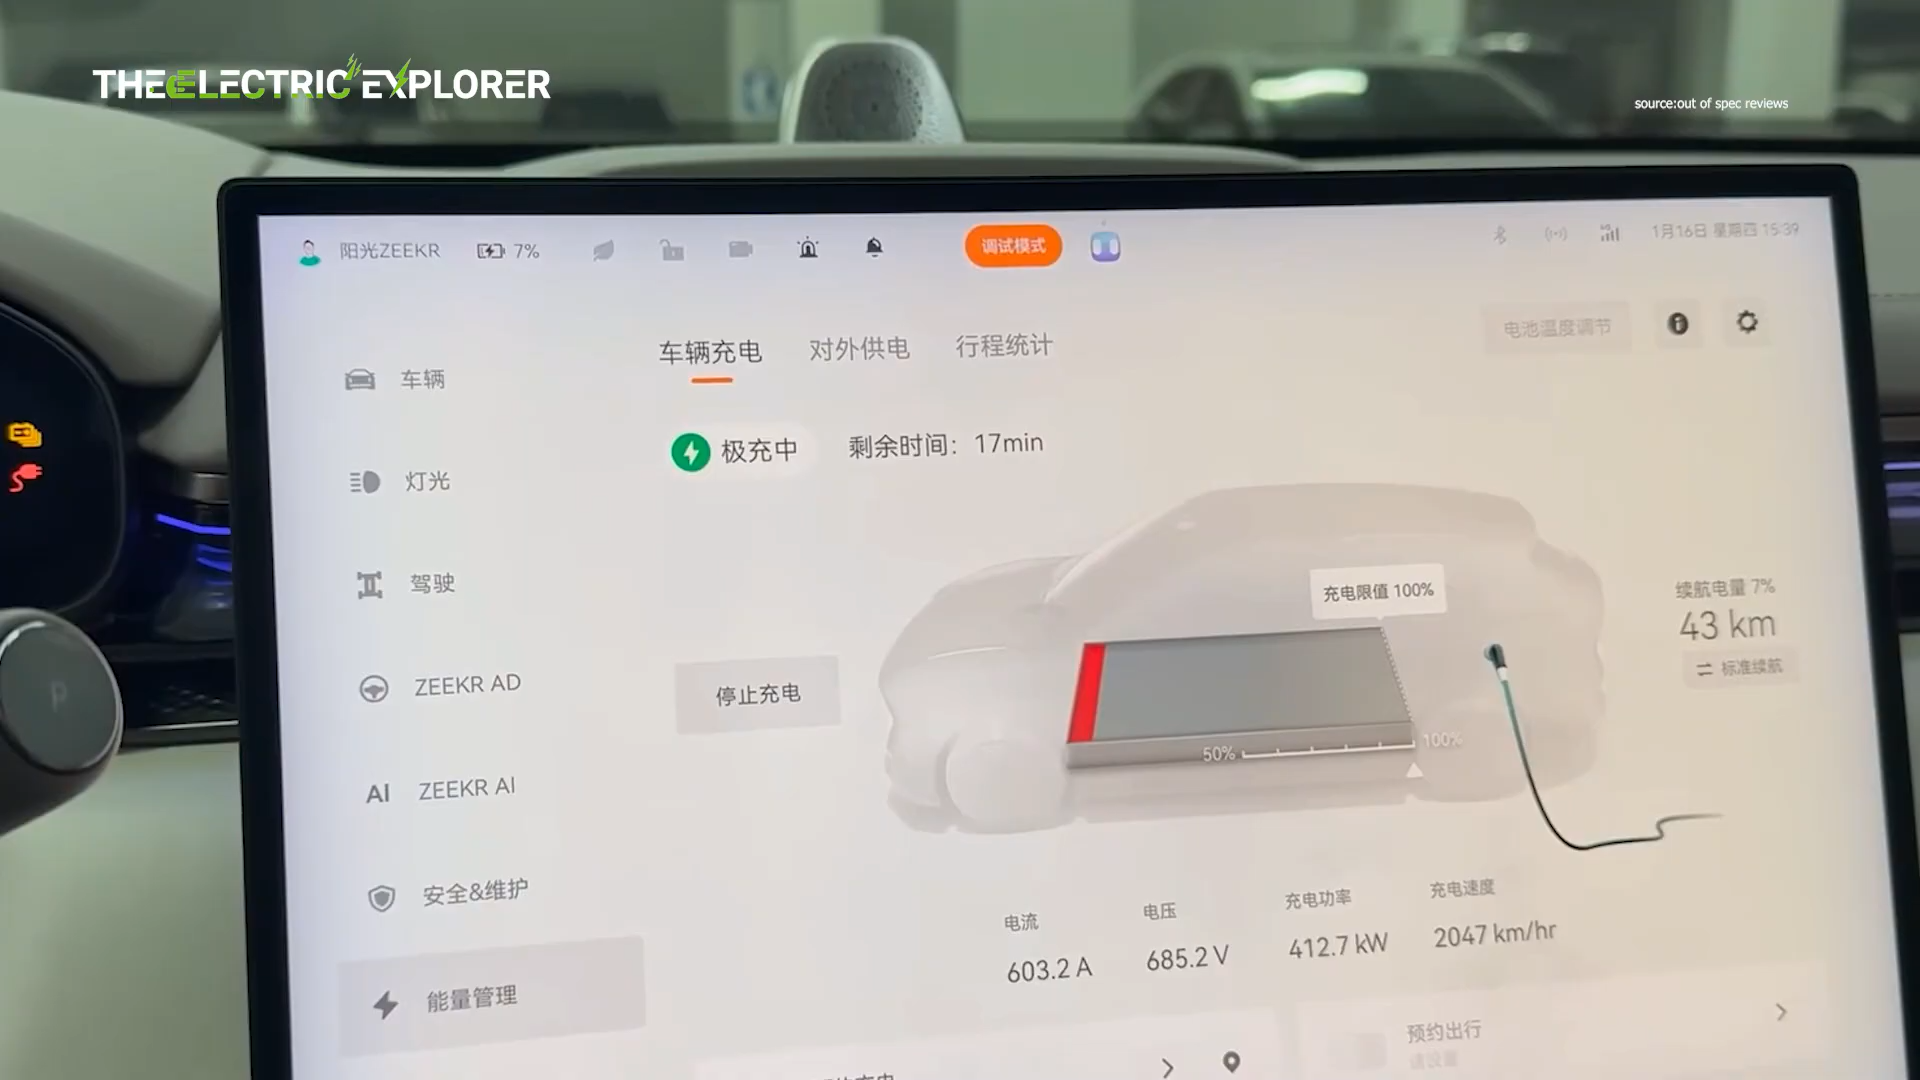 THE ELECTRIC EXPLORER
source:out of spec reviews
阳光ZEEKR
7%
调试模式
1月16日 星期四 15:39
车辆充电
对外供电
行程统计
电池温度调节
车辆
极充中
剩余时间: 17min
灯光
驾驶
充电限值 100%
续航电量 7%
43 km
标准续航
ZEEKR AD
停止充电
50%
100%
AI ZEEKR AI
安全&维护
电流
电压
充电功率
充电速度
603.2 A
685.2 V
412.7 kW
2047 km/hr
能量管理
预约出行
P